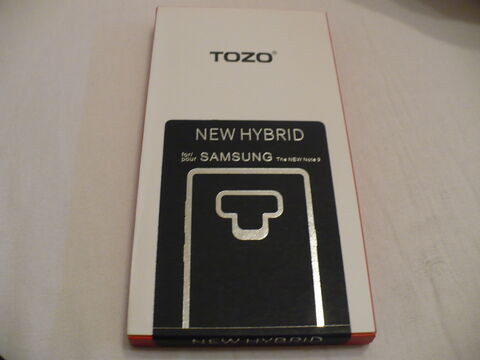 TOZO®
NEW HYBRID
for/
pour SAMSUNG The NEW Note 9
NEW HYBRID